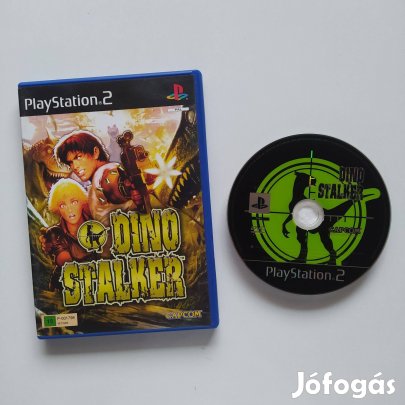 PlayStation®2
DINO
STALKER
CAPCOM
DINO
STALKER
CAPCOM
PlayStation®2
Jófogás